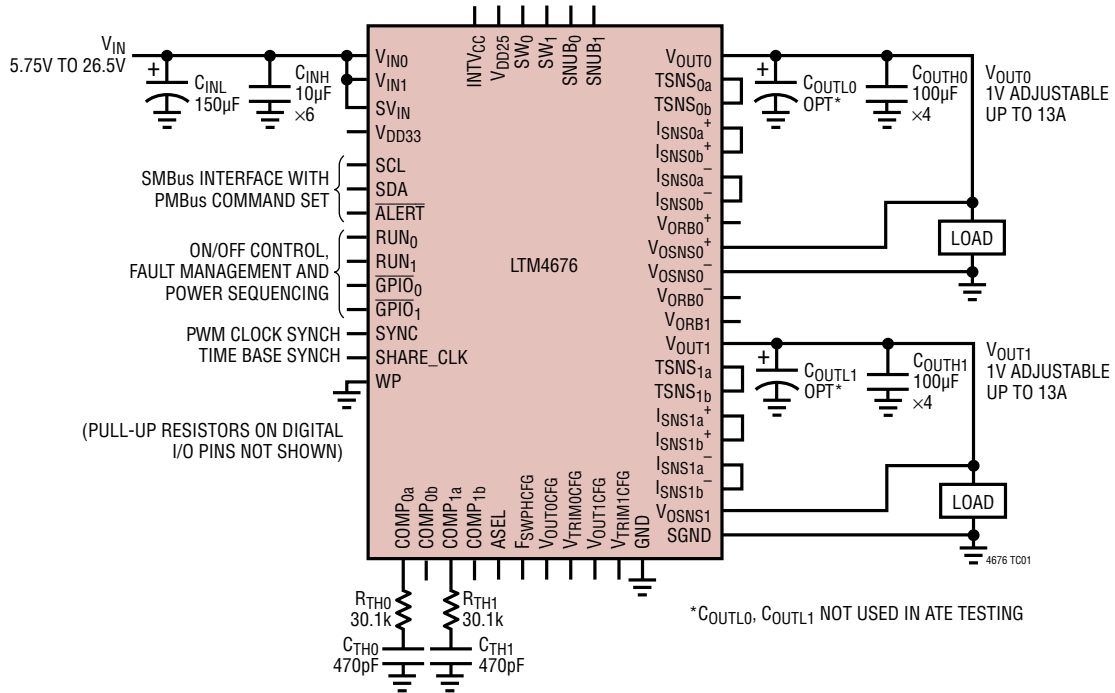 INTVCC
VDD25
SW0
SW1
SNUB0
SNUB1
VIN
5.75V TO 26.5V
+
CINL
150µF
CINH
10µF
×6
VIN0
VIN1
SVIN
VDD33
SMBus INTERFACE WITH
PMBus COMMAND SET
SCL
SDA
ALERT
ON/OFF CONTROL,
FAULT MANAGEMENT AND
POWER SEQUENCING
RUN0
RUN1
GPIO0
GPIO1
PWM CLOCK SYNCH
SYNC
TIME BASE SYNCH
SHARE_CLK
WP
(PULL-UP RESISTORS ON DIGITAL
I/O PINS NOT SHOWN)
LTM4676
VOUT0
TSNS0a
TSNS0b
ISNS0a+
ISNS0b+
ISNS0a–
ISNS0b–
VORB0+
VOSNS0+
VOSNS0–
VORB0–
VORB1
VOUT1
TSNS1a
TSNS1b
ISNS1a+
ISNS1b+
ISNS1a–
ISNS1b–
VOSNS1
SGND
+
COUTL0
OPT*
COUTH0
100µF
×4
VOUT0
1V ADJUSTABLE
UP TO 13A
LOAD
+
COUTL1
OPT*
COUTH1
100µF
×4
VOUT1
1V ADJUSTABLE
UP TO 13A
LOAD
4676 TC01
COMP0a
COMP0b
COMP1a
COMP1b
ASEL
FSWPHCFG
VOUT0CFG
VTRIM0CFG
VOUT1CFG
VTRIM1CFG
GND
RTH0
30.1k
RTH1
30.1k
CTH0
470pF
CTH1
470pF
*COUTL0, COUTL1 NOT USED IN ATE TESTING